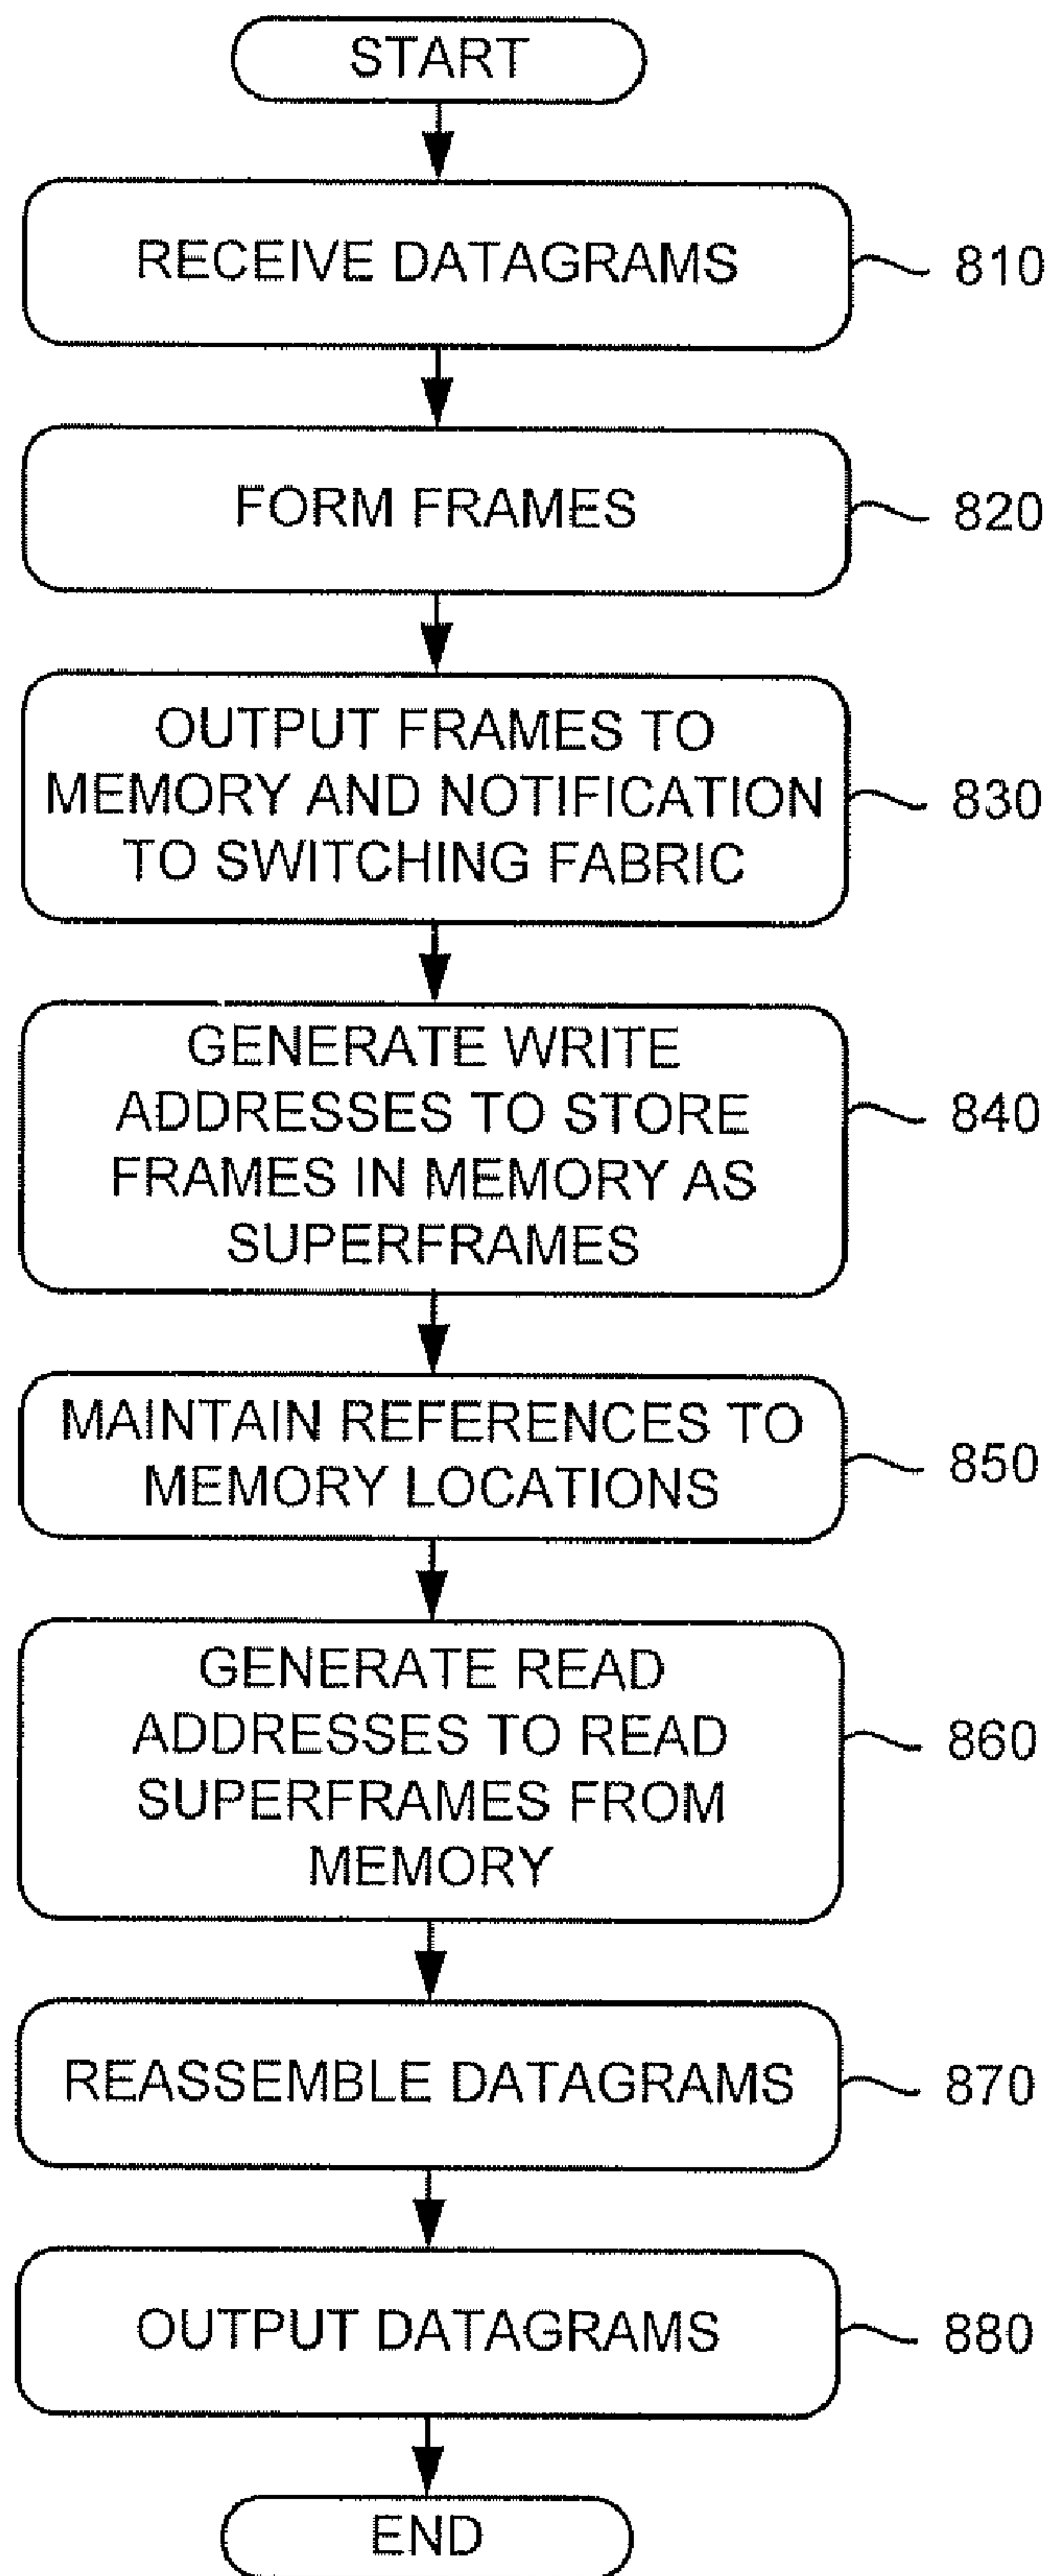 START
RECEIVE DATAGRAMS
810
FORM FRAMES
820
OUTPUT FRAMES TO
MEMORY AND NOTIFICATION
TO SWITCHING FABRIC
830
GENERATE WRITE
ADDRESSES TO STORE
FRAMES IN MEMORY AS
SUPERFRAMES
840
MAINTAIN REFERENCES TO
MEMORY LOCATIONS
850
GENERATE READ
ADDRESSES TO READ
SUPERFRAMES FROM
MEMORY
860
REASSEMBLE DATAGRAMS
870
OUTPUT DATAGRAMS
880
END